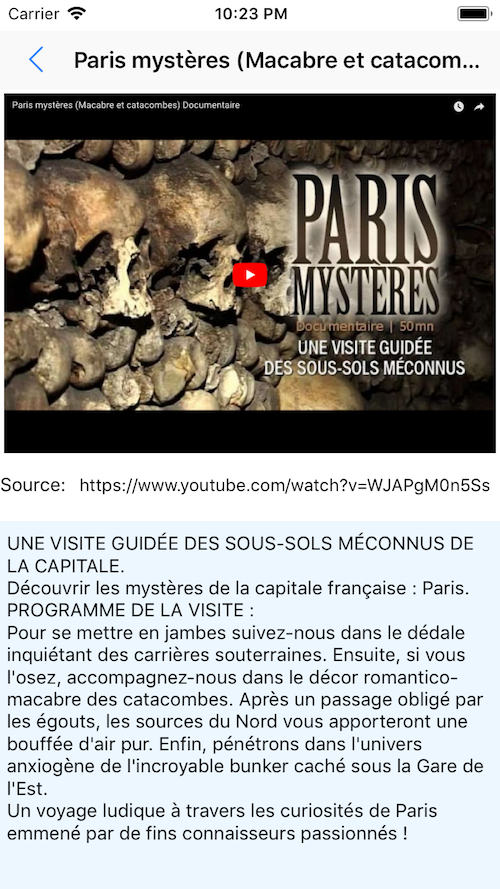 Carrier 10:23 PM
Paris mystères (Macabre et catacom...
Paris mystères (Macabre et catacombes) Documentaire
PARIS
MYSTERES
Documentaire | 50mn
UNE VISITE GUIDÉE
DES SOUS-SOLS MÉCONNUS
Source: https://www.youtube.com/watch?v=WJAPgM0n5Ss
UNE VISITE GUIDÉE DES SOUS-SOLS MÉCONNUS DE
LA CAPITALE.
Découvrir les mystères de la capitale française : Paris.
PROGRAMME DE LA VISITE :
Pour se mettre en jambes suivez-nous dans le dédale
inquiétant des carrières souterraines. Ensuite, si vous
l'osez, accompagnez-nous dans le décor romantico-
macabre des catacombes. Après un passage obligé par
les égouts, les sources du Nord vous apporteront une
bouffée d'air pur. Enfin, pénétrons dans l'univers
anxiogène de l'incroyable bunker caché sous la Gare de
l'Est.
Un voyage ludique à travers les curiosités de Paris
emmené par de fins connaisseurs passionnés !